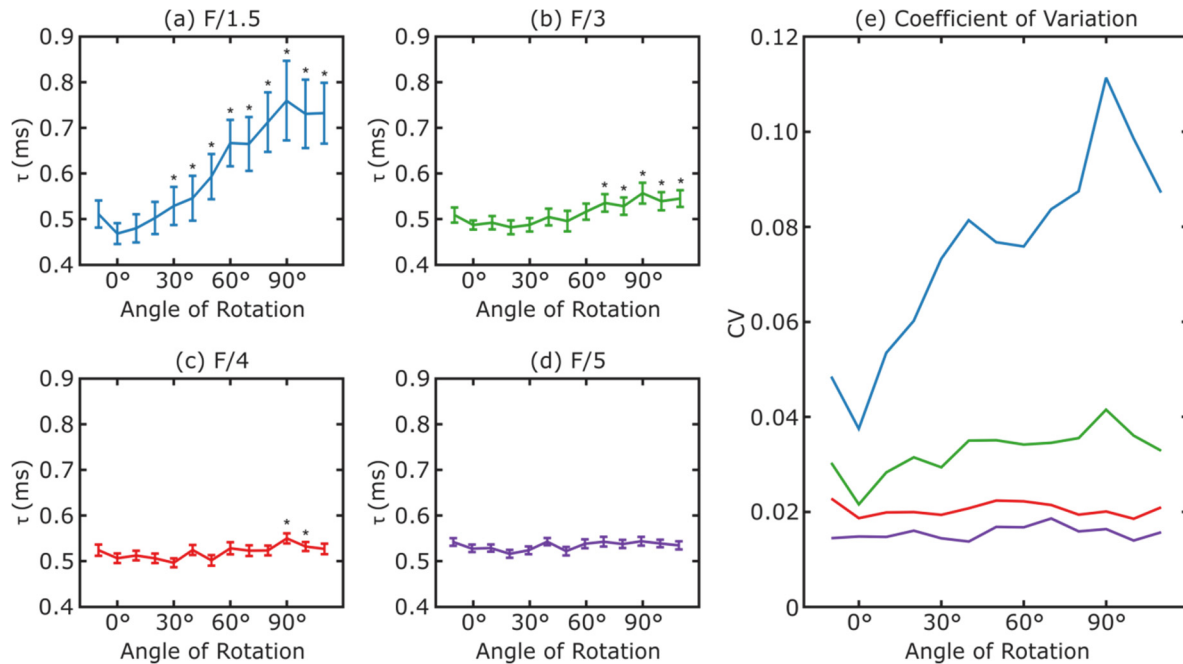 (a) F/1.5
0.9
0.8
0.7
0.6
0.5
0.4
τ (ms)
* * * * * * * * *
0° 30° 60° 90°
Angle of Rotation
(b) F/3
0.9
0.8
0.7
0.6
0.5
0.4
τ (ms)
* * * * *
0° 30° 60° 90°
Angle of Rotation
(c) F/4
0.9
0.8
0.7
0.6
0.5
0.4
τ (ms)
* *
0° 30° 60° 90°
Angle of Rotation
(d) F/5
0.9
0.8
0.7
0.6
0.5
0.4
τ (ms)
0° 30° 60° 90°
Angle of Rotation
(e) Coefficient of Variation
0.12
0.10
0.08
0.06
0.04
0.02
0
CV
0° 30° 60° 90°
Angle of Rotation